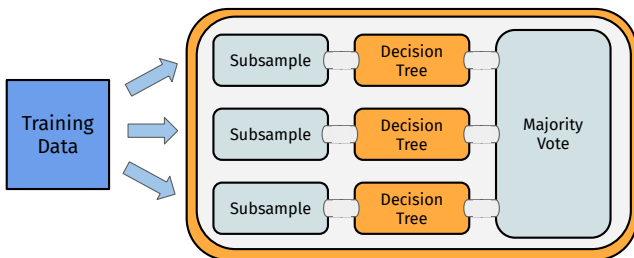 Training
Data
Subsample
Decision
Tree
Subsample
Decision
Tree
Subsample
Decision
Tree
Majority
Vote